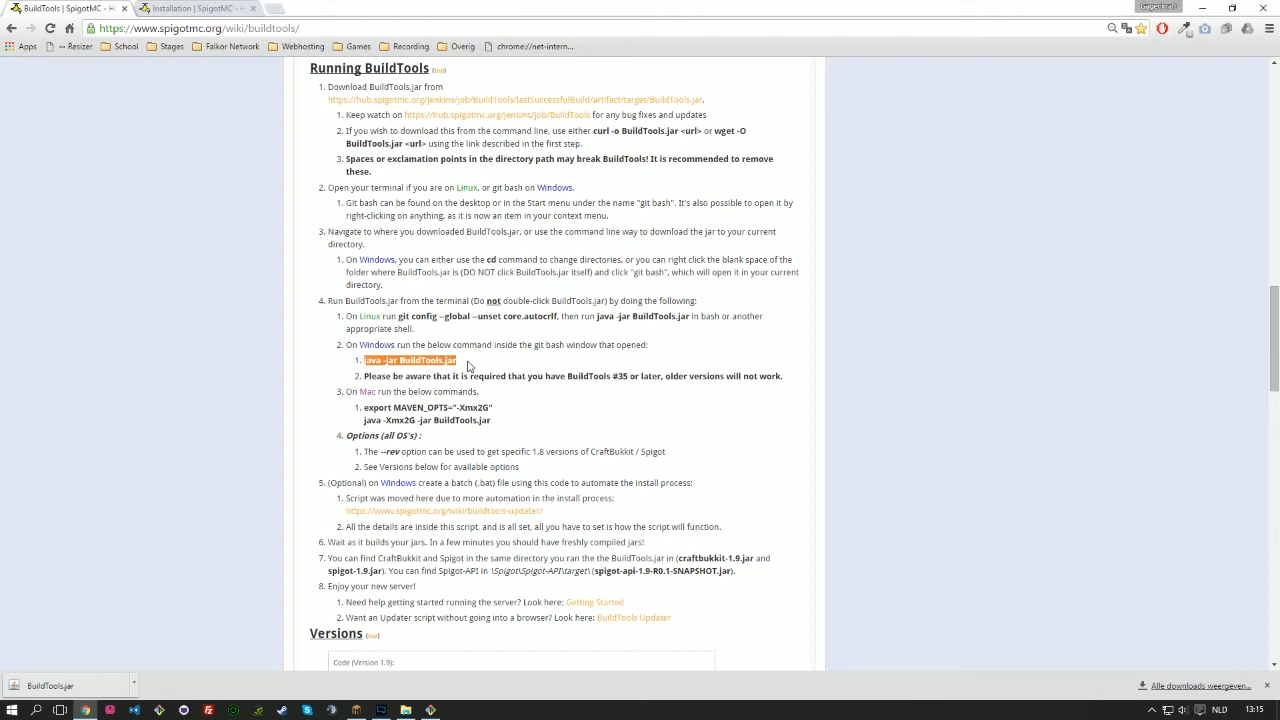 BuildTools | SpigotMC - Hi
Installation | SpigotMC - H
Gagenkrall
https://www.spigotmc.org/wiki/buildtools/
Apps
-- Resizer
School
Stages
Falkor Network
Webhosting
Games
Recording
Overig
chrome://net-intern...
Running BuildTools (top)
1. Download BuildTools.jar from
https://hub.spigotmc.org/jenkins/job/BuildTools/lastSuccessfulBuild/artifact/target/BuildTools.jar.
1. Keep watch on https://hub.spigotmc.org/jenkins/job/BuildTools for any bug fixes and updates
2. If you wish to download this from the command line, use either curl -o BuildTools.jar <url> or wget -O
BuildTools.jar <url> using the link described in the first step.
3. Spaces or exclamation points in the directory path may break BuildTools! It is recommended to remove
these.
2. Open your terminal if you are on Linux, or git bash on Windows.
1. Git bash can be found on the desktop or in the Start menu under the name "git bash". It's also possible to open it by
right-clicking on anything, as it is now an item in your context menu.
3. Navigate to where you downloaded BuildTools.jar, or use the command line way to download the jar to your current
directory.
1. On Windows, you can either use the cd command to change directories, or you can right click the blank space of the
folder where BuildTools.jar is (DO NOT click BuildTools.jar itself) and click "git bash", which will open it in your current
directory.
4. Run BuildTools.jar from the terminal (Do not double-click BuildTools.jar) by doing the following:
1. On Linux run git config --global --unset core.autocrlf, then run java -jar BuildTools.jar in bash or another
appropriate shell.
2. On Windows run the below command inside the git bash window that opened:
1. java -jar BuildTools.jar
2. Please be aware that it is required that you have BuildTools #35 or later, older versions will not work.
3. On Mac run the below commands.
1. export MAVEN_OPTS="-Xmx2G"
java -Xmx2G -jar BuildTools.jar
4. Options (all OS's) :
1. The --rev option can be used to get specific 1.8 versions of CraftBukkit / Spigot
2. See Versions below for available options
5. (Optional) on Windows create a batch (.bat) file using this code to automate the install process:
1. Script was moved here due to more automation in the install process:
https://www.spigotmc.org/wiki/buildtools-updater/
2. All the details are inside this script, and is all set, all you have to set is how the script will function.
6. Wait as it builds your jars. In a few minutes you should have freshly compiled jars!
7. You can find CraftBukkit and Spigot in the same directory you ran the the BuildTools.jar in (craftbukkit-1.9.jar and
spigot-1.9.jar). You can find Spigot-API in \Spigot\Spigot-API\target\ (spigot-api-1.9-R0.1-SNAPSHOT.jar).
8. Enjoy your new server!
1. Need help getting started running the server? Look here: Getting Started
2. Want an Updater script without going into a browser? Look here: BuildTools Updater
Versions (top)
Code (Version 1.9):
BuildTools.jar
Alle downloads weergeven...
NLD
13:15